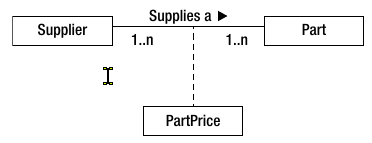 Supplies a ▶
Supplier
Part
1..n
1..n
PartPrice